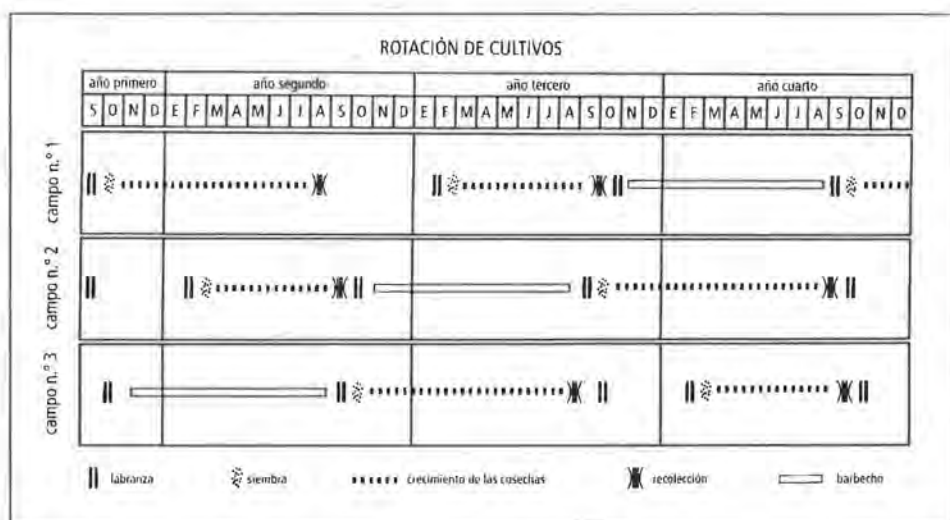 ROTACIÓN DE CULTIVOS
año primero año segundo año tercero año cuarto
S O N D E F M A M J J A S O N D E F M A M J J A S O N D E F M A M J J A S O N D
campo n.º 1
campo n.º 2
campo n.º 3
labranza siembra crecimiento de las cosechas recolección barbecho